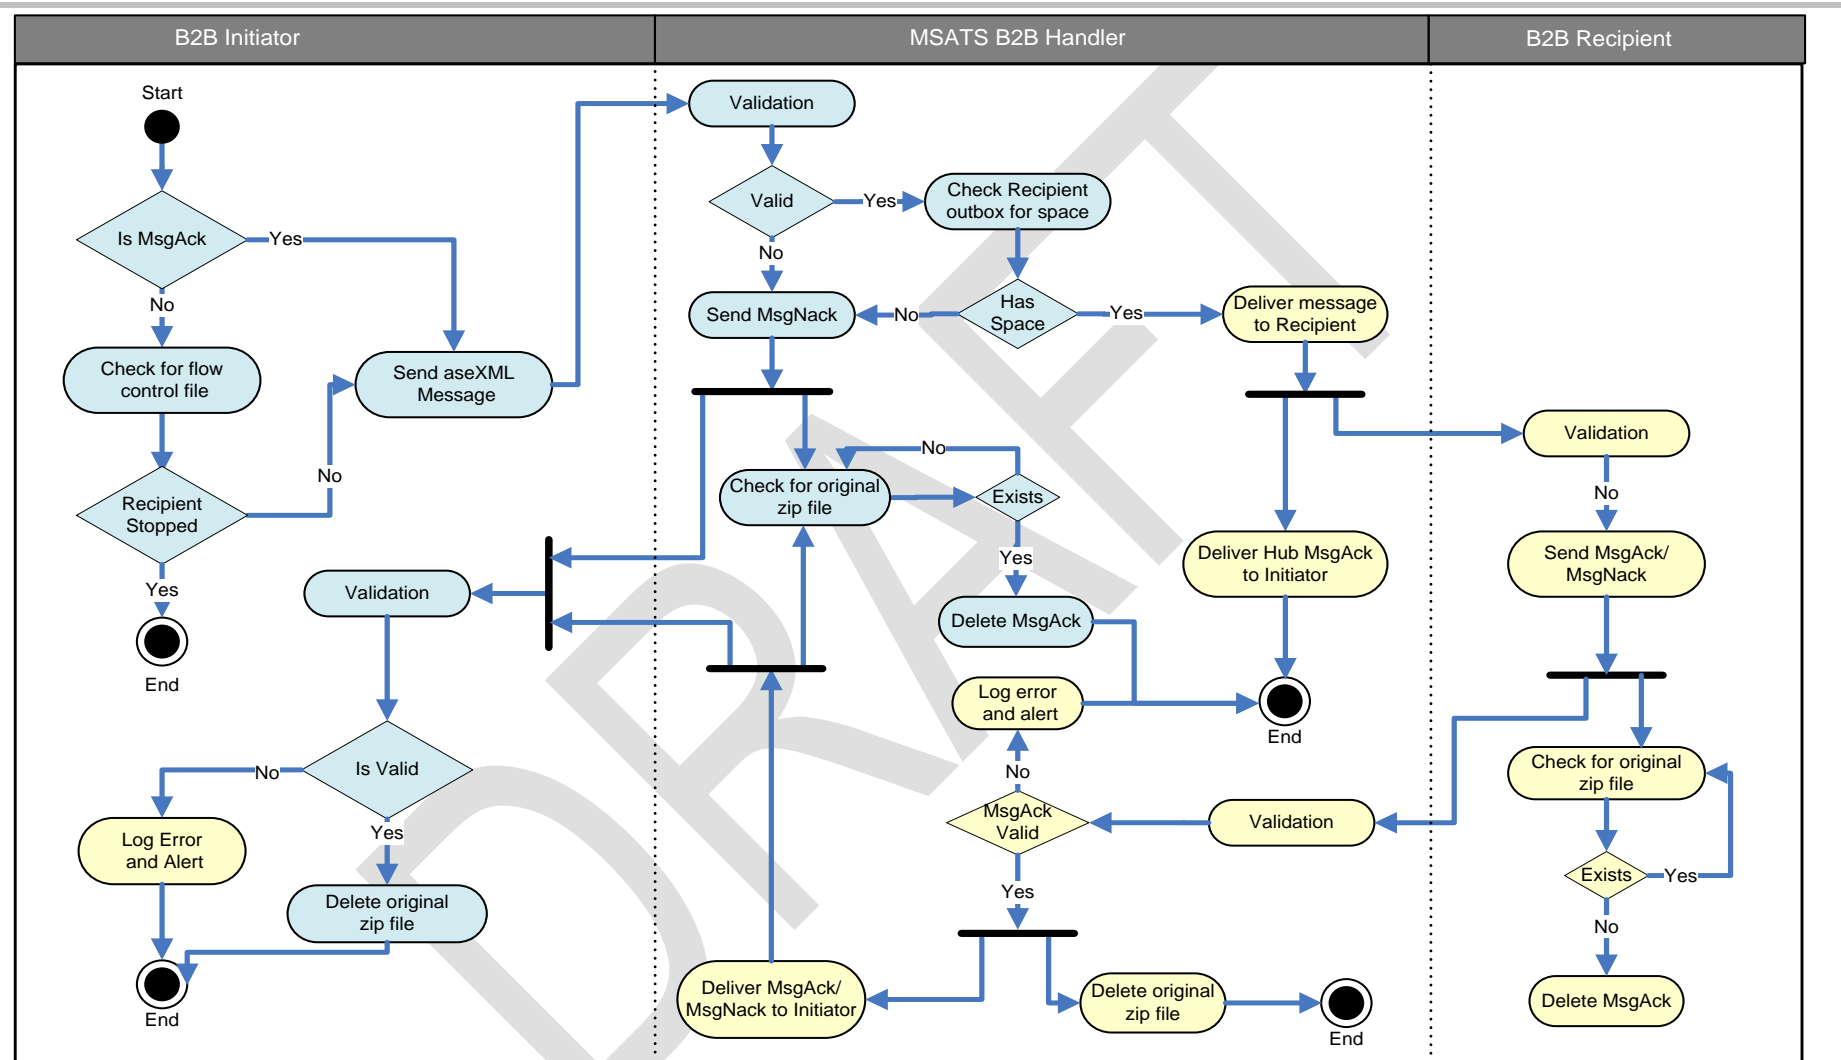 B2B Initiator
MSATS B2B Handler
B2B Recipient
Start
Is MsgAck
Yes
No
Check for flow
control file
Recipient
Stopped
No
Yes
End
Send aseXML
Message
Validation
Is Valid
No
Yes
Log Error
and Alert
Delete original
zip file
End
Validation
Valid
Yes
No
Check Recipient
outbox for space
Has
Space
No
Yes
Send MsgNack
Deliver message
to Recipient
Check for original
zip file
No
Exists
Yes
Delete MsgAck
Deliver Hub MsgAck
to Initiator
End
Log error
and alert
No
MsgAck
Valid
Yes
Validation
Deliver MsgAck/
MsgNack to Initiator
Delete original
zip file
End
Validation
No
Send MsgAck/
MsgNack
Check for original
zip file
Exists
Yes
No
Delete MsgAck
DRAFT